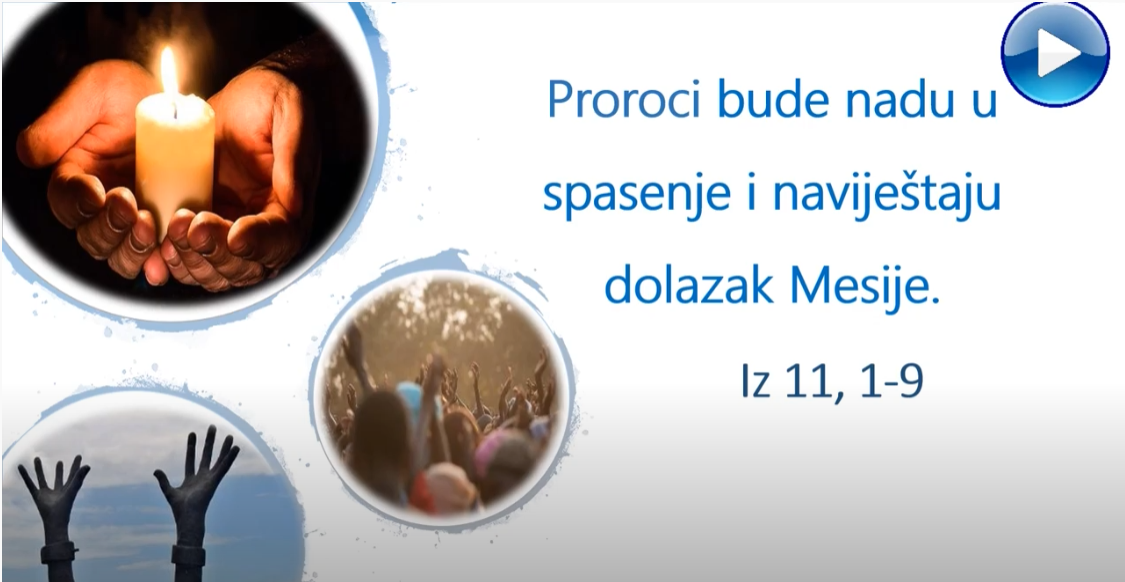 Proroci bude nadu u
spasenje i naviještaju
dolazak Mesije.
Iz 11, 1-9